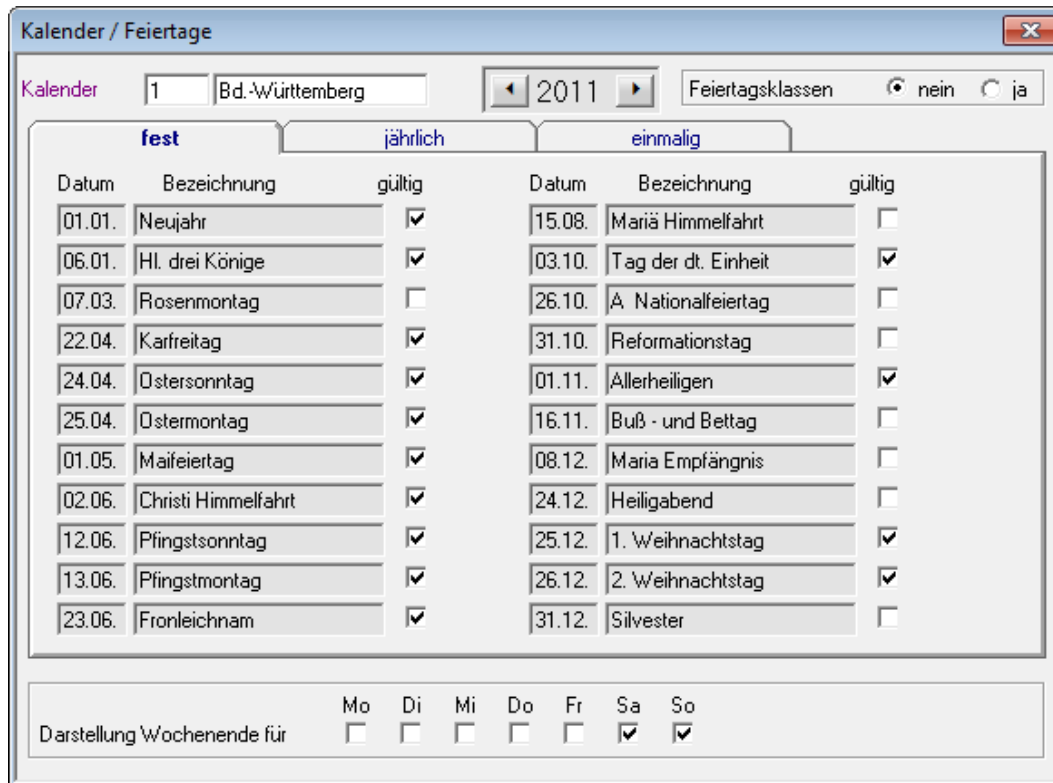 Kalender / Feiertage
Kalender 1 Bd.-Württemberg 2011 Feiertagsklassen nein ja
fest jährlich einmalig
Datum Bezeichnung gültig Datum Bezeichnung gültig
01.01. Neujahr 15.08. Mariä Himmelfahrt
06.01. Hl. drei Könige 03.10. Tag der dt. Einheit
07.03. Rosenmontag 26.10. A Nationalfeiertag
22.04. Karfreitag 31.10. Reformationstag
24.04. Ostersonntag 01.11. Allerheiligen
25.04. Ostermontag 16.11. Buß - und Bettag
01.05. Maifeiertag 08.12. Maria Empfängnis
02.06. Christi Himmelfahrt 24.12. Heiligabend
12.06. Pfingstsonntag 25.12. 1. Weihnachtstag
13.06. Pfingstmontag 26.12. 2. Weihnachtstag
23.06. Fronleichnam 31.12. Silvester
Mo Di Mi Do Fr Sa So
Darstellung Wochenende für